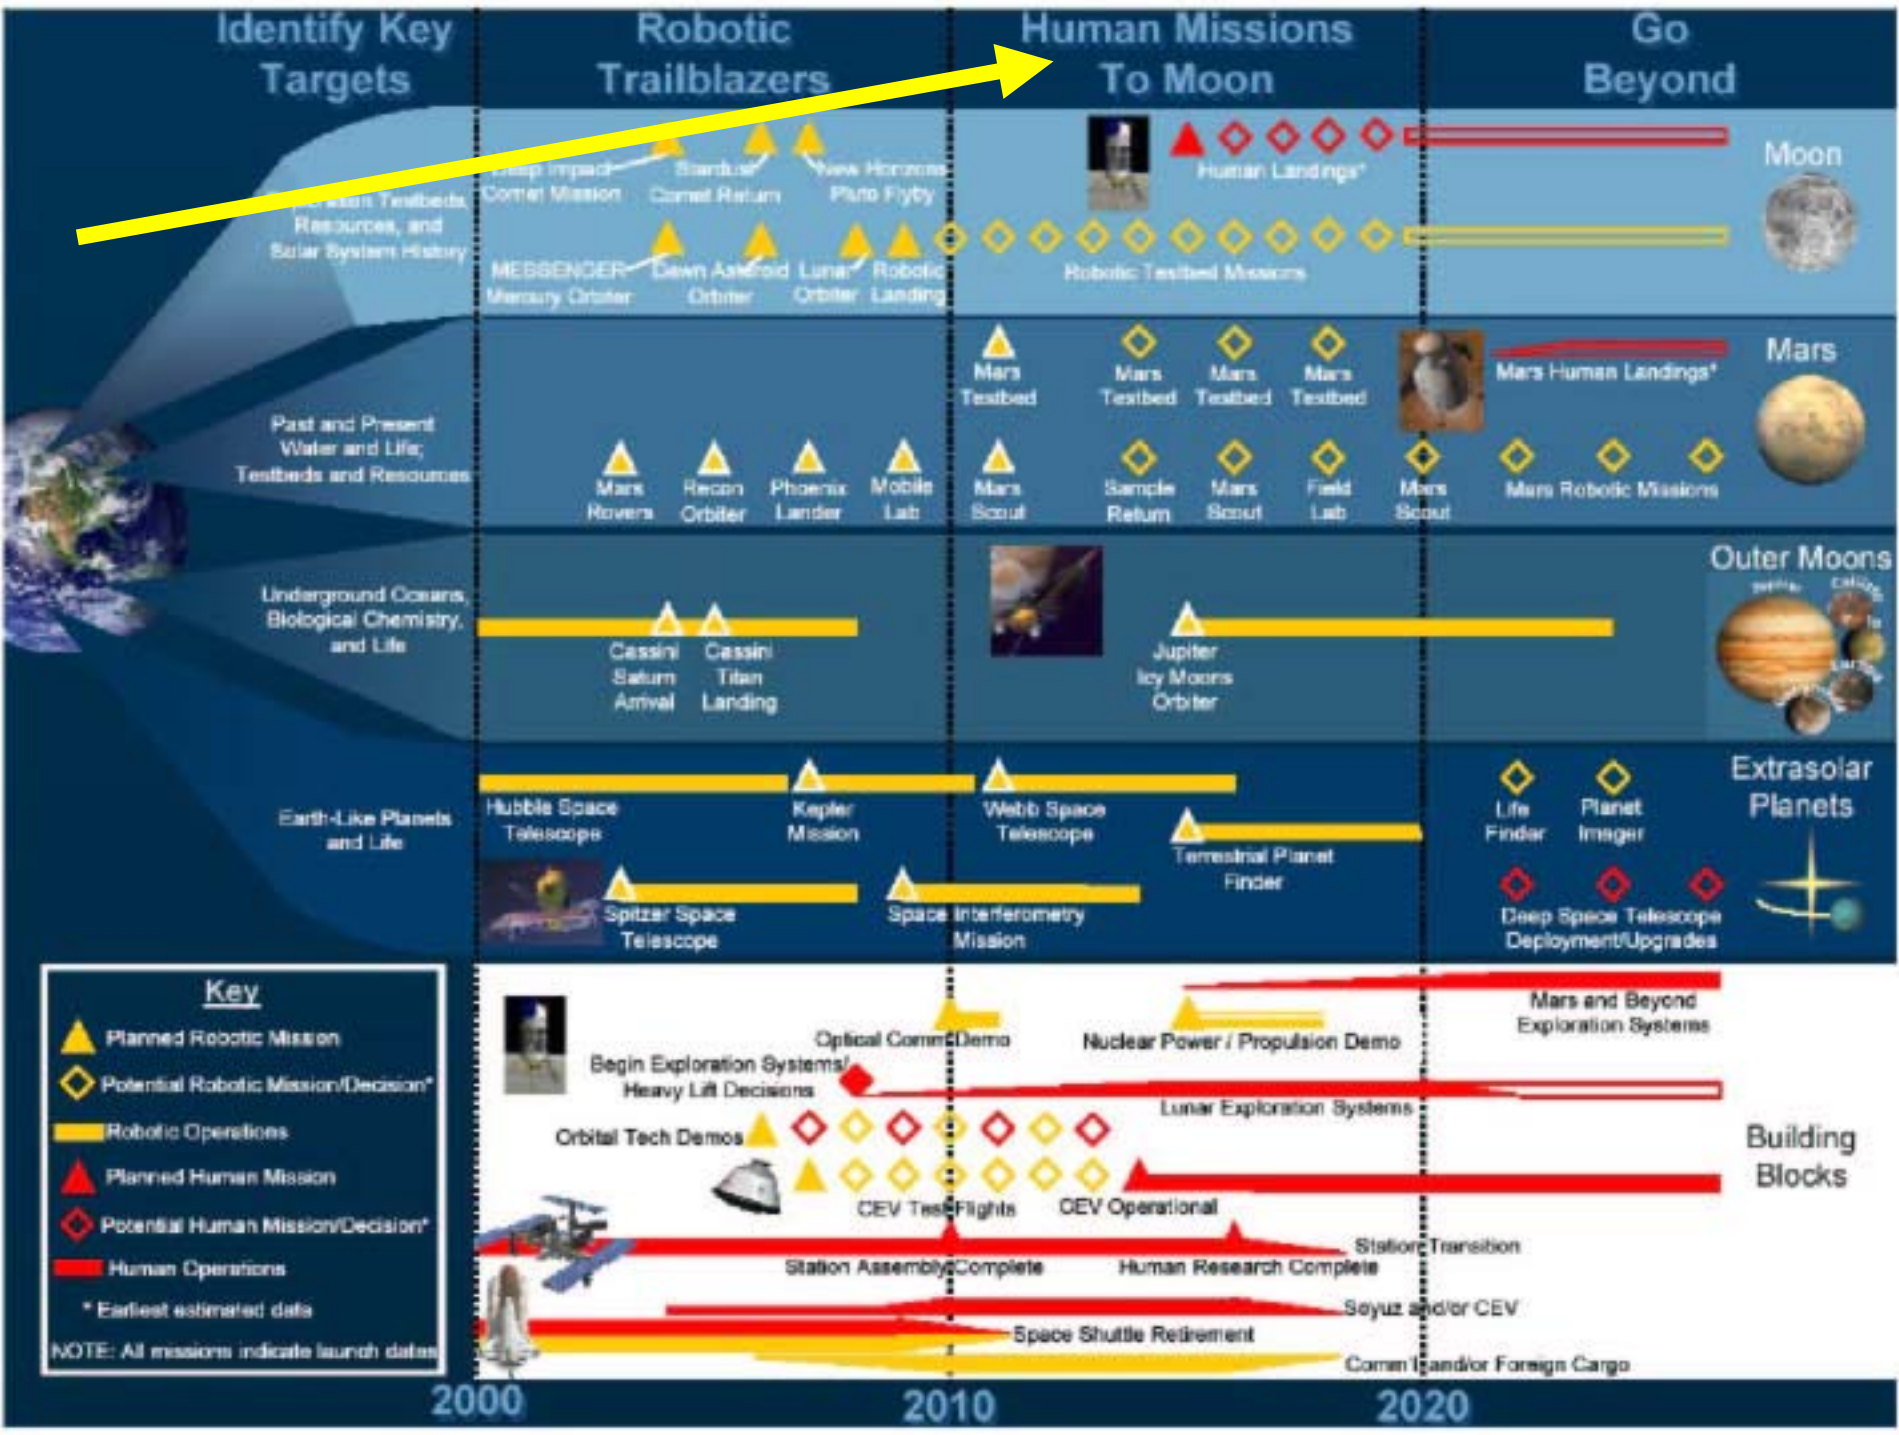 Identify Key
Targets
Robotic
Trailblazers
Human Missions
To Moon
Go
Beyond
Deep Impact
Comet Mission
Stardust
Comet Return
New Horizons
Pluto Flyby
Human Landings*
Moon
Testbeds,
Resources, and
Solar System History
MESSENGER
Mercury Orbiter
Dawn Asteroid
Orbiter
Lunar
Orbiter
Robotic
Landing
Robotic Testbed Missions
Mars
Testbed
Mars
Testbed
Mars
Testbed
Mars
Testbed
Mars Human Landings*
Mars
Past and Present
Water and Life;
Testbeds and Resources
Mars
Rovers
Recon
Orbiter
Phoenix
Lander
Mobile
Lab
Mars
Scout
Sample
Return
Mars
Scout
Field
Lab
Mars
Scout
Mars Robotic Missions
Outer Moons
Underground Oceans,
Biological Chemistry,
and Life
Cassini
Saturn
Arrival
Cassini
Titan
Landing
Jupiter
Icy Moons
Orbiter
Extrasolar
Planets
Earth-Like Planets
and Life
Hubble Space
Telescope
Kepler
Mission
Webb Space
Telescope
Terrestrial Planet
Finder
Life
Finder
Planet
Imager
Spitzer Space
Telescope
Space Interferometry
Mission
Deep Space Telescope
Deployment/Upgrades
Key
Planned Robotic Mission
Potential Robotic Mission/Decision*
Robotic Operations
Planned Human Mission
Potential Human Mission/Decision*
Human Operations
* Earliest estimated data
NOTE: All missions indicate launch dates
Mars and Beyond
Exploration Systems
Optical Comm Demo
Nuclear Power / Propulsion Demo
Begin Exploration Systems/
Heavy Lift Decisions
Lunar Exploration Systems
Orbital Tech Demos
Building
Blocks
CEV Test Flights
CEV Operational
Station Transition
Station Assembly Complete
Human Research Complete
Soyuz and/or CEV
Space Shuttle Retirement
Comm'l and/or Foreign Cargo
2000
2010
2020